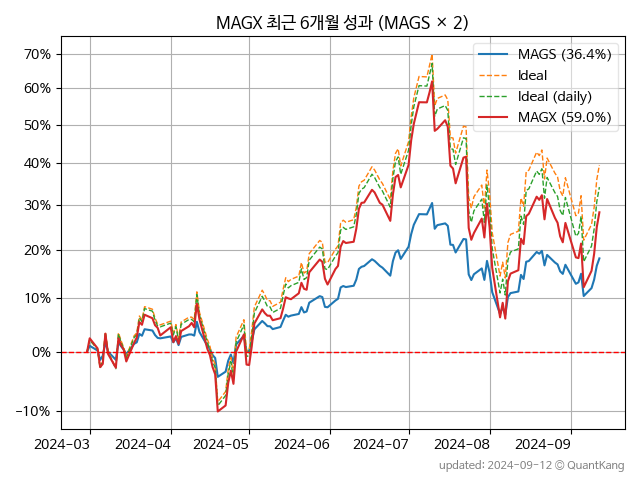 MAGX 최근 6개월 성과 (MAGS × 2)
70%
60%
50%
40%
30%
20%
10%
0%
−10%
MAGS (36.4%)
Ideal
Ideal (daily)
MAGX (59.0%)
2024−03
2024−04
2024−05
2024−06
2024−07
2024−08
2024−09
updated: 2024-09-12 © QuantKang